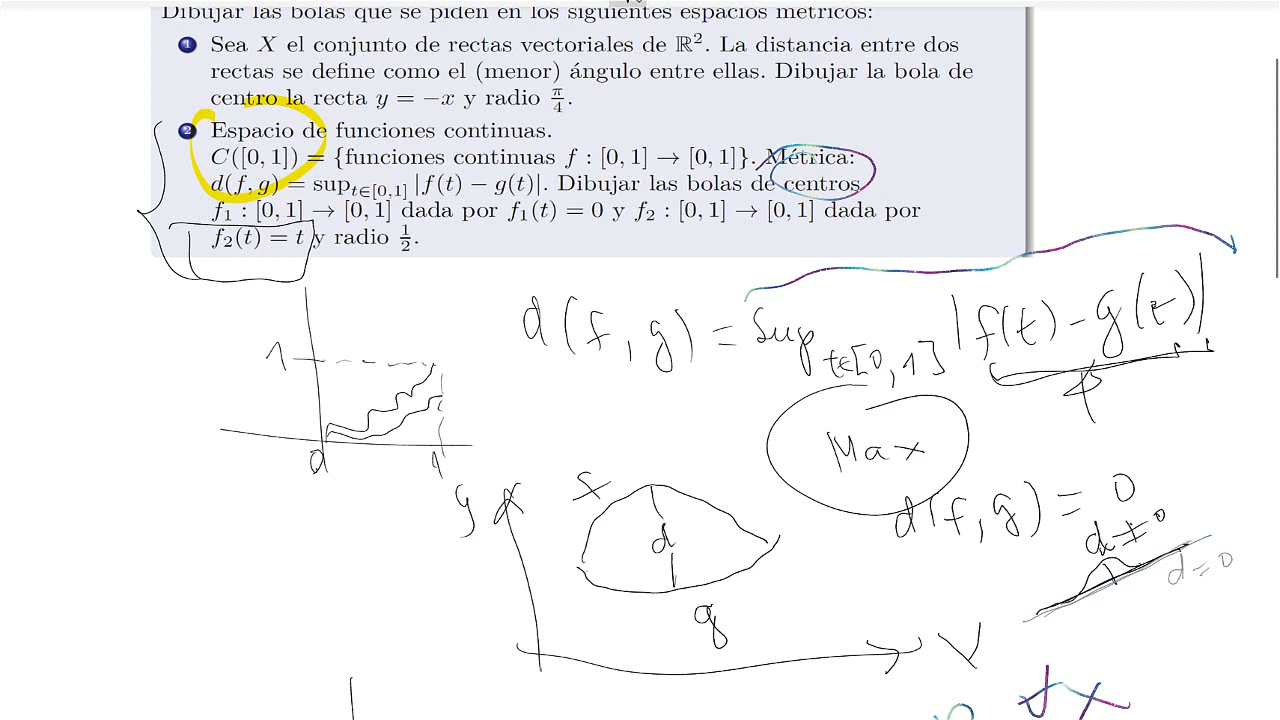 Dibujar las bolas que se piden en los siguientes espacios métricos:
1 Sea X el conjunto de rectas vectoriales de ℝ². La distancia entre dos
rectas se define como el (menor) ángulo entre ellas. Dibujar la bola de
centro la recta y = −x y radio π/4.
2 Espacio de funciones continuas.
C([0, 1]) = {funciones continuas f : [0, 1] → [0, 1]}. Métrica:
d(f, g) = sup_{t∈[0,1]} |f(t) − g(t)|. Dibujar las bolas de centros
f₁ : [0, 1] → [0, 1] dada por f₁(t) = 0 y f₂ : [0, 1] → [0, 1] dada por
f₂(t) = t y radio 1/2.
d(f, g) = Sup_{t∈[0,1]} |f(t) − g(t)|
1
0 1
Max
d(f, g) = 0
d ≠ 0
d = 0
f
d
g